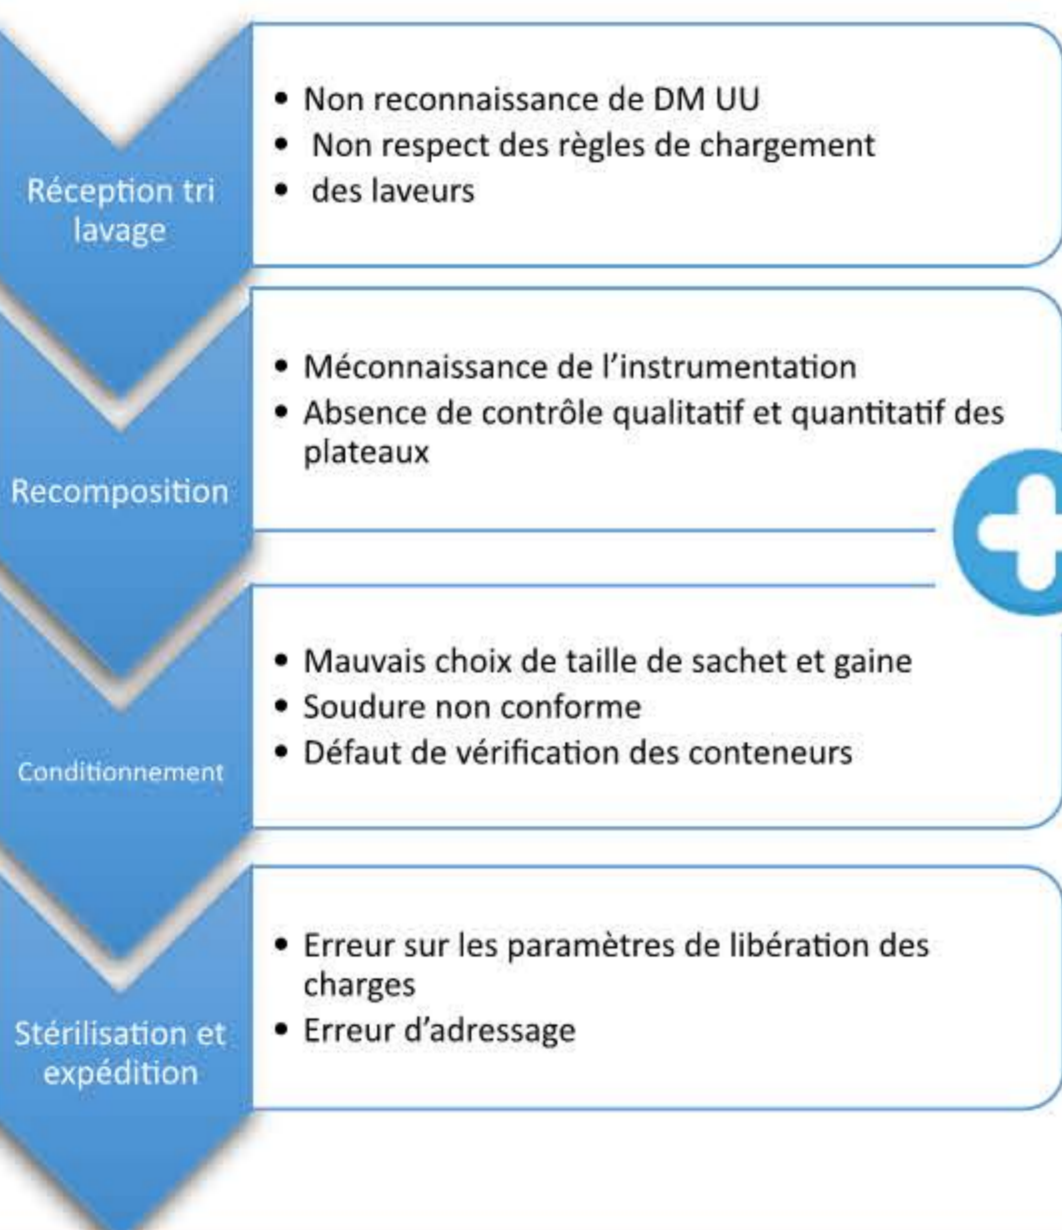 Réception tri
lavage
• Non reconnaissance de DM UU
• Non respect des règles de chargement
• des laveurs
Recomposition
• Méconnaissance de l’instrumentation
• Absence de contrôle qualitatif et quantitatif des
plateaux
Conditionnement
• Mauvais choix de taille de sachet et gaine
• Soudure non conforme
• Défaut de vérification des conteneurs
Stérilisation et
expédition
• Erreur sur les paramètres de libération des
charges
• Erreur d’adressage